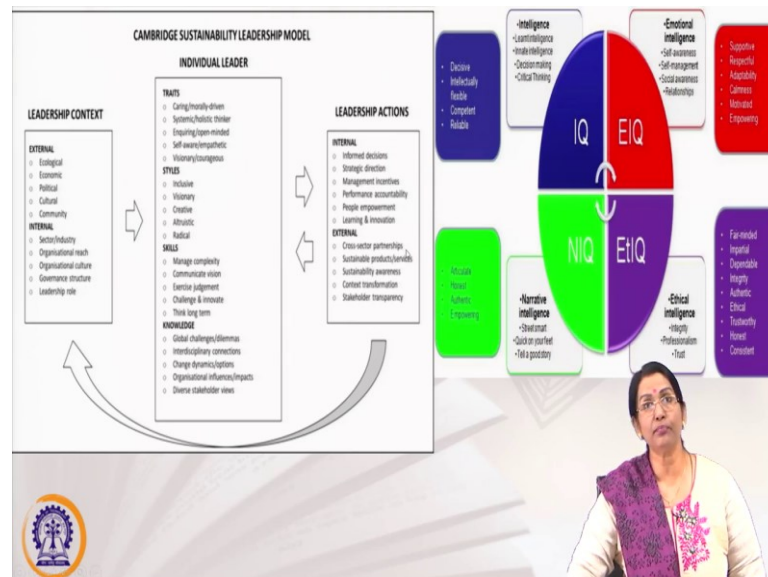 CAMBRIDGE SUSTAINABILITY LEADERSHIP MODEL
LEADERSHIP CONTEXT
EXTERNAL
Ecological
Economic
Political
Cultural
Community
INTERNAL
Sector/industry
Organisational reach
Organisational culture
Governance structure
Leadership role
INDIVIDUAL LEADER
TRAITS
Caring/morally-driven
Systemic/holistic thinker
Enquiring/open-minded
Self-aware/empathetic
Visionary/courageous
STYLES
Inclusive
Visionary
Creative
Altruistic
Radical
SKILLS
Manage complexity
Communicate vision
Exercise judgement
Challenge & innovate
Think long term
KNOWLEDGE
Global challenges/dilemmas
Interdisciplinary connections
Change dynamics/options
Organisational influences/impacts
Diverse stakeholder views
LEADERSHIP ACTIONS
INTERNAL
Informed decisions
Strategic direction
Management incentives
Performance accountability
People empowerment
Learning & innovation
EXTERNAL
Cross-sector partnerships
Sustainable products/services
Sustainability awareness
Context transformation
Stakeholder transparency
Decisive
Intellectually
flexible
Competent
Reliable
Intelligence
Learnt intelligence
Innate intelligence
Decision making
Critical Thinking
IQ
EIQ
Emotional
intelligence
Self-awareness
Self-management
Social awareness
Relationships
Supportive
Respectful
Adaptability
Calmness
Motivated
Empowering
Articulate
Honest
Authentic
Empowering
Narrative
intelligence
Street smart
Quick on your feet
Tell a good story
NIQ
EtIQ
Ethical
intelligence
Integrity
Professionalism
Trust
Fair-minded
Impartial
Dependable
Integrity
Authentic
Ethical
Trustworthy
Honest
Consistent